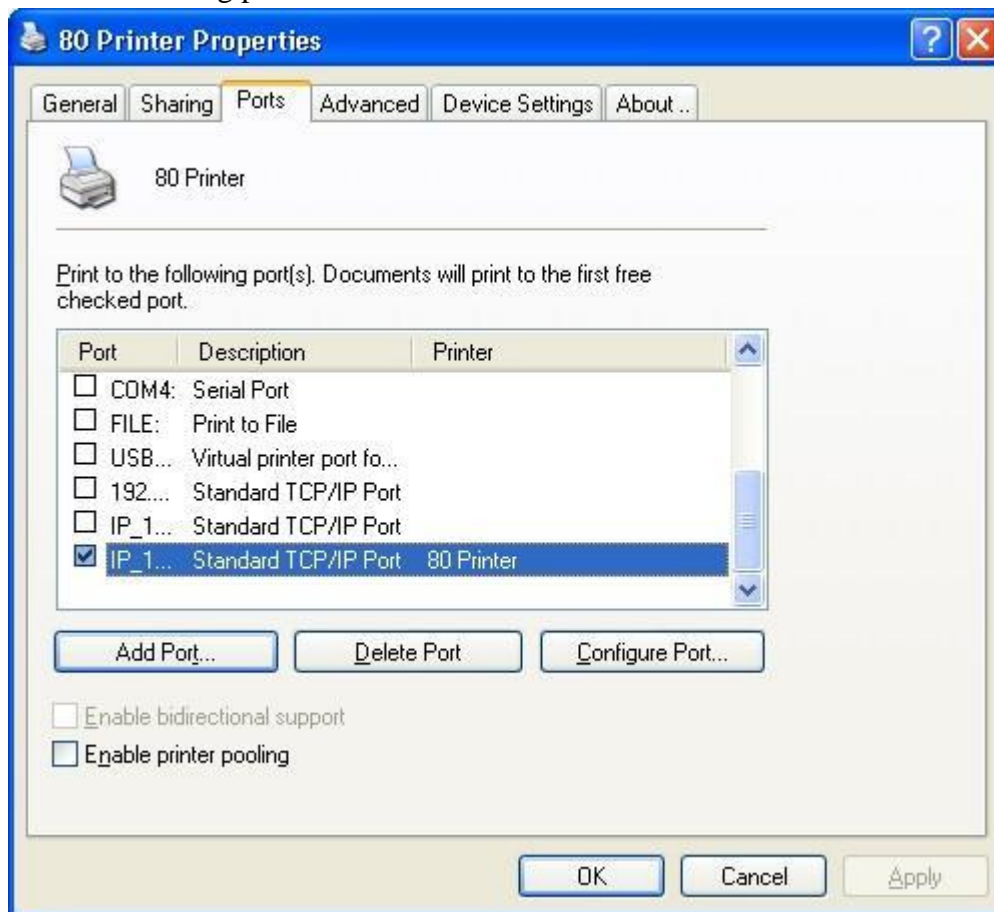 80 Printer Properties
General Sharing Ports Advanced Device Settings About ..
80 Printer
Print to the following port(s). Documents will print to the first free
checked port.
Port Description Printer
COM4: Serial Port
FILE: Print to File
USB... Virtual printer port fo...
192.... Standard TCP/IP Port
IP_1... Standard TCP/IP Port
IP_1... Standard TCP/IP Port 80 Printer
Add Port... Delete Port Configure Port...
Enable bidirectional support
Enable printer pooling
OK Cancel Apply